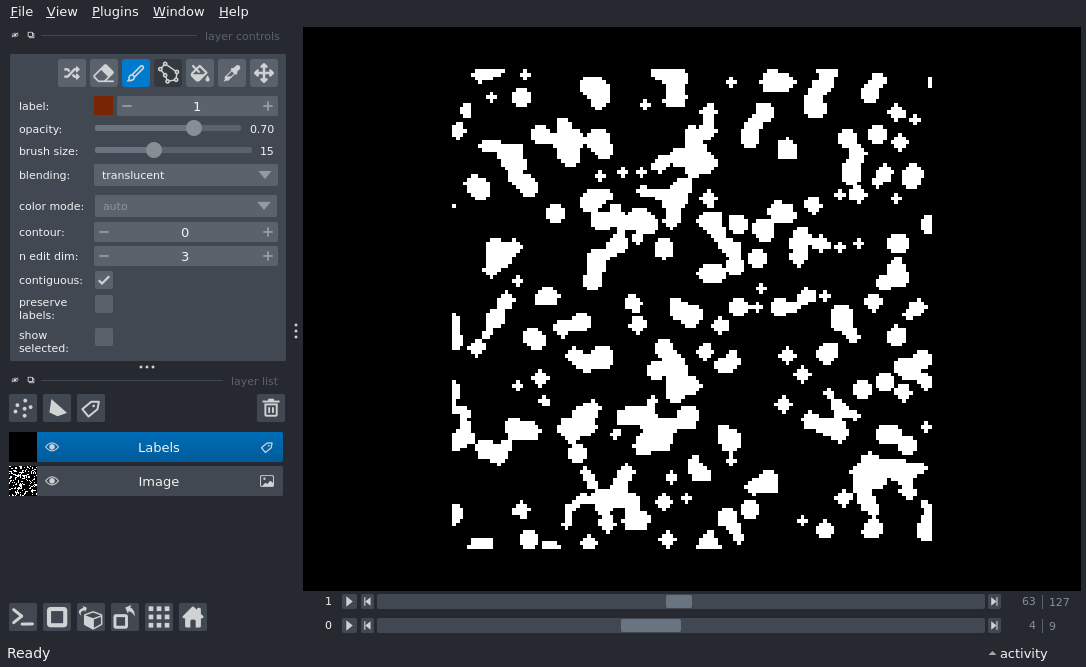 File View Plugins Window Help
layer controls
label: 1
opacity: 0.70
brush size: 15
blending: translucent
color mode: auto
contour: 0
n edit dim: 3
contiguous:
preserve
labels:
show
selected:
layer list
Labels
Image
1 63 127
0 4 9
Ready activity